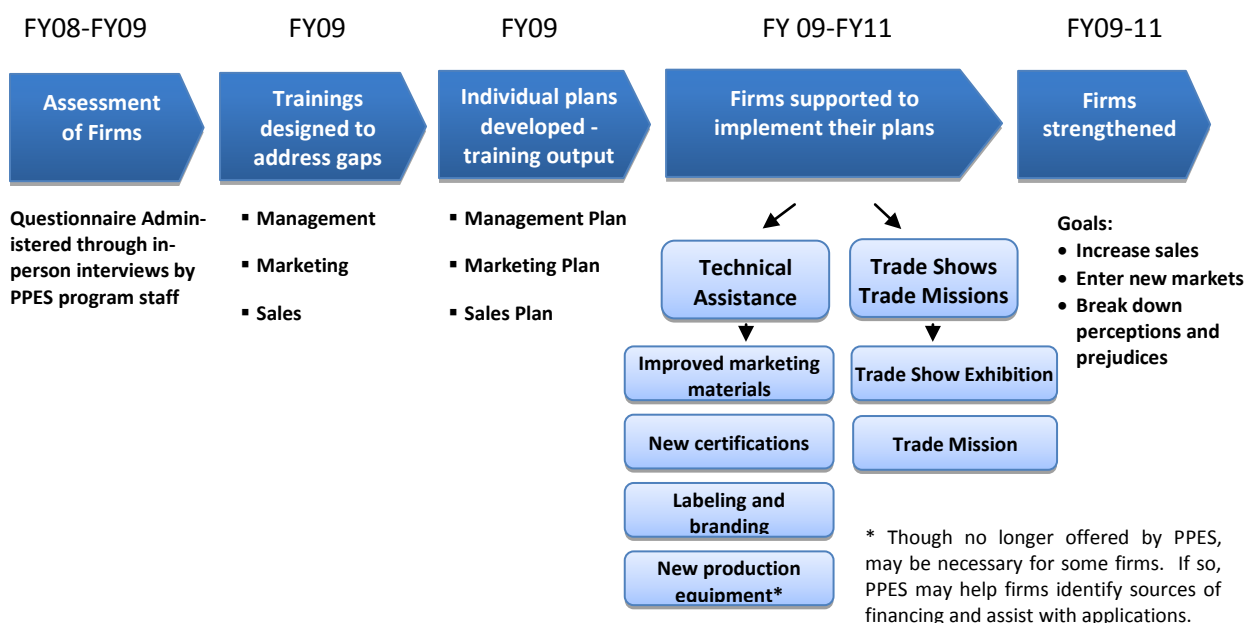 FY08-FY09
FY09
FY09
FY 09-FY11
FY09-11
Assessment
of Firms
Trainings
designed to
address gaps
Individual plans
developed -
training output
Firms supported to
implement their plans
Firms
strengthened
Questionnaire Admin-
istered through in-
person interviews by
PPES program staff
▪ Management
▪ Marketing
▪ Sales
▪ Management Plan
▪ Marketing Plan
▪ Sales Plan
Technical
Assistance
Improved marketing
materials
New certifications
Labeling and
branding
New production
equipment*
Trade Shows
Trade Missions
Trade Show Exhibition
Trade Mission
Goals:
• Increase sales
• Enter new markets
• Break down
perceptions and
prejudices
* Though no longer offered by PPES,
may be necessary for some firms. If so,
PPES may help firms identify sources of
financing and assist with applications.